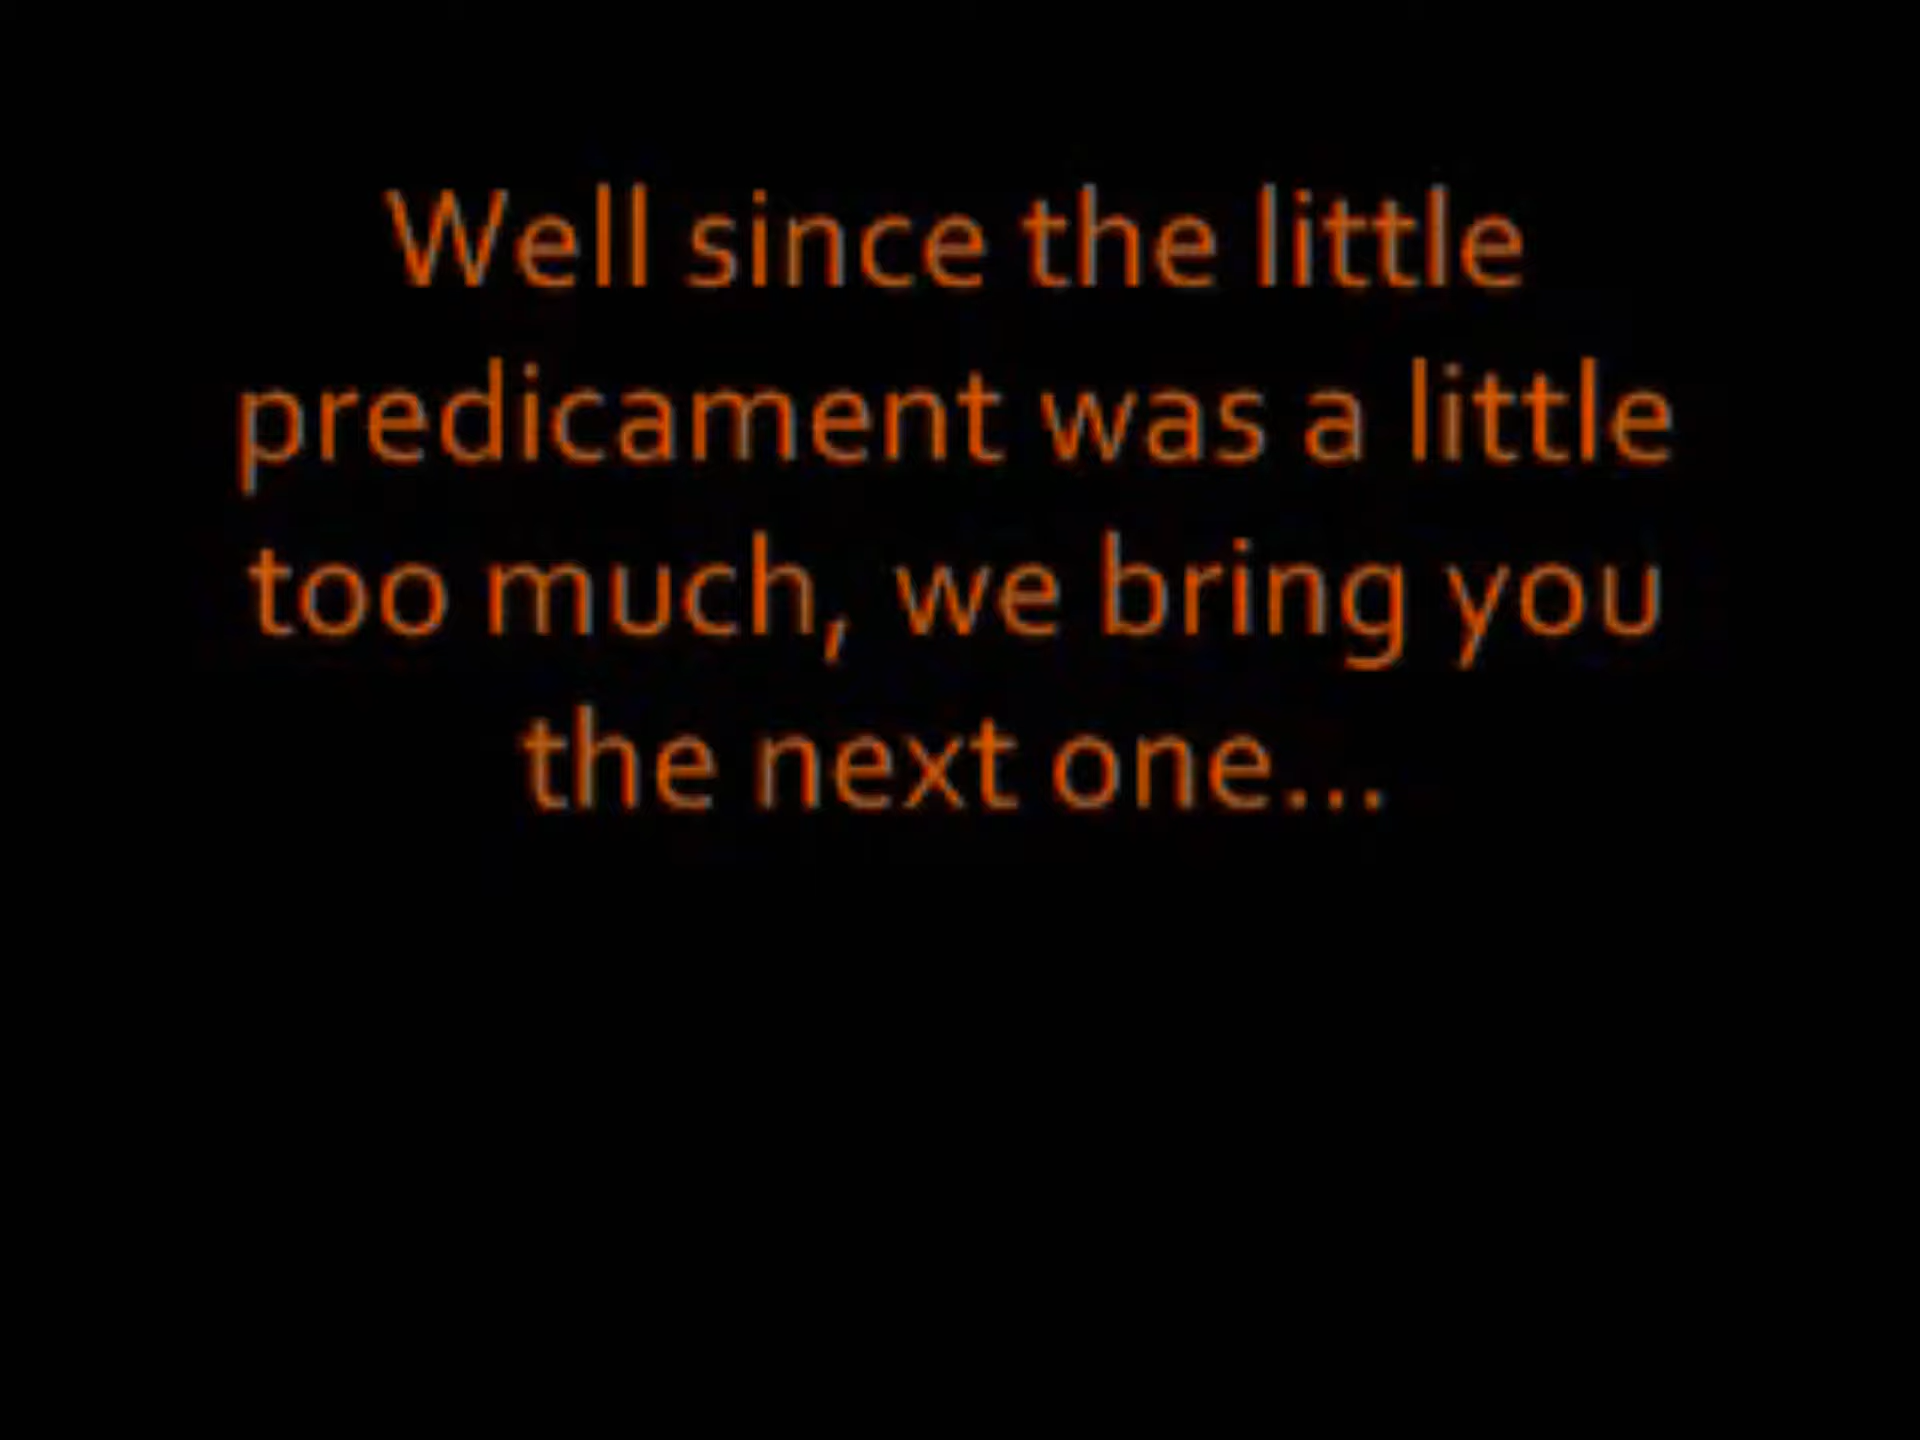 Well since the little
predicament was a little
too much, we bring you
the next one...